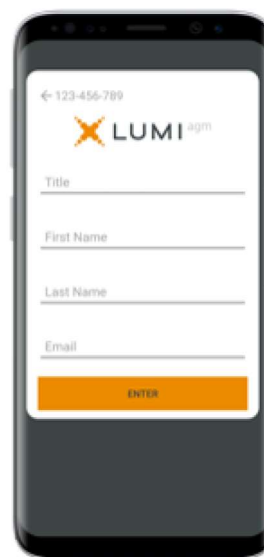 ← 123-456-789
LUMI agm
Title
First Name
Last Name
Email
ENTER